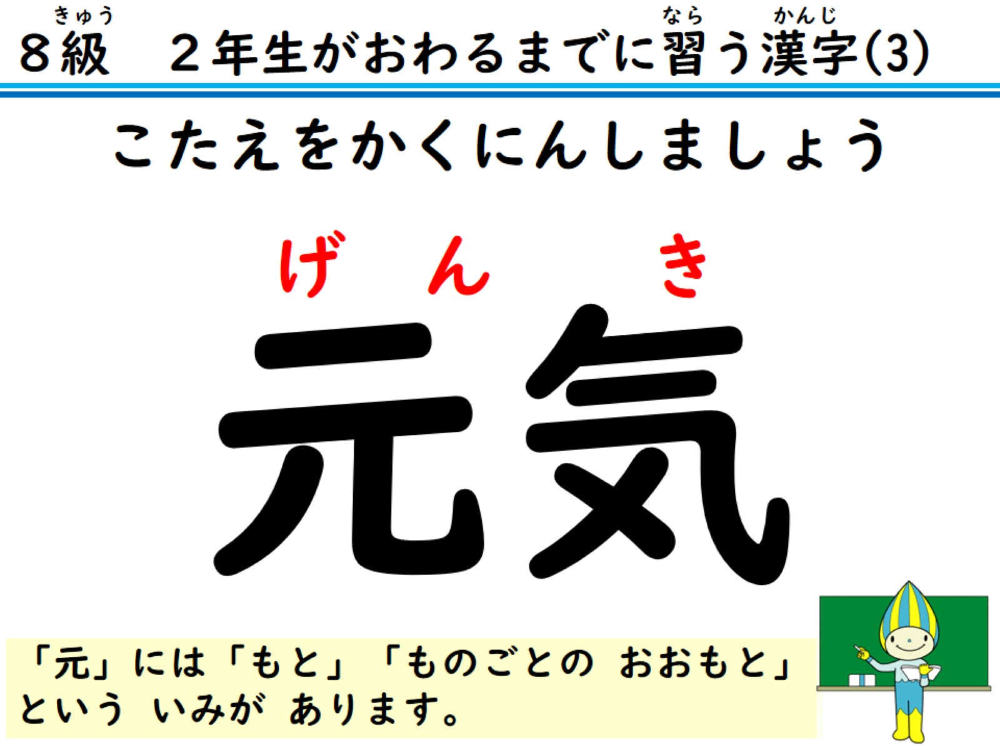 きゅう なら かんじ
８級 ２年生がおわるまでに習う漢字(3)
こたえをかくにんしましょう
げん き
元気
「元」には「もと」「ものごとの おおもと」
という いみが あります。